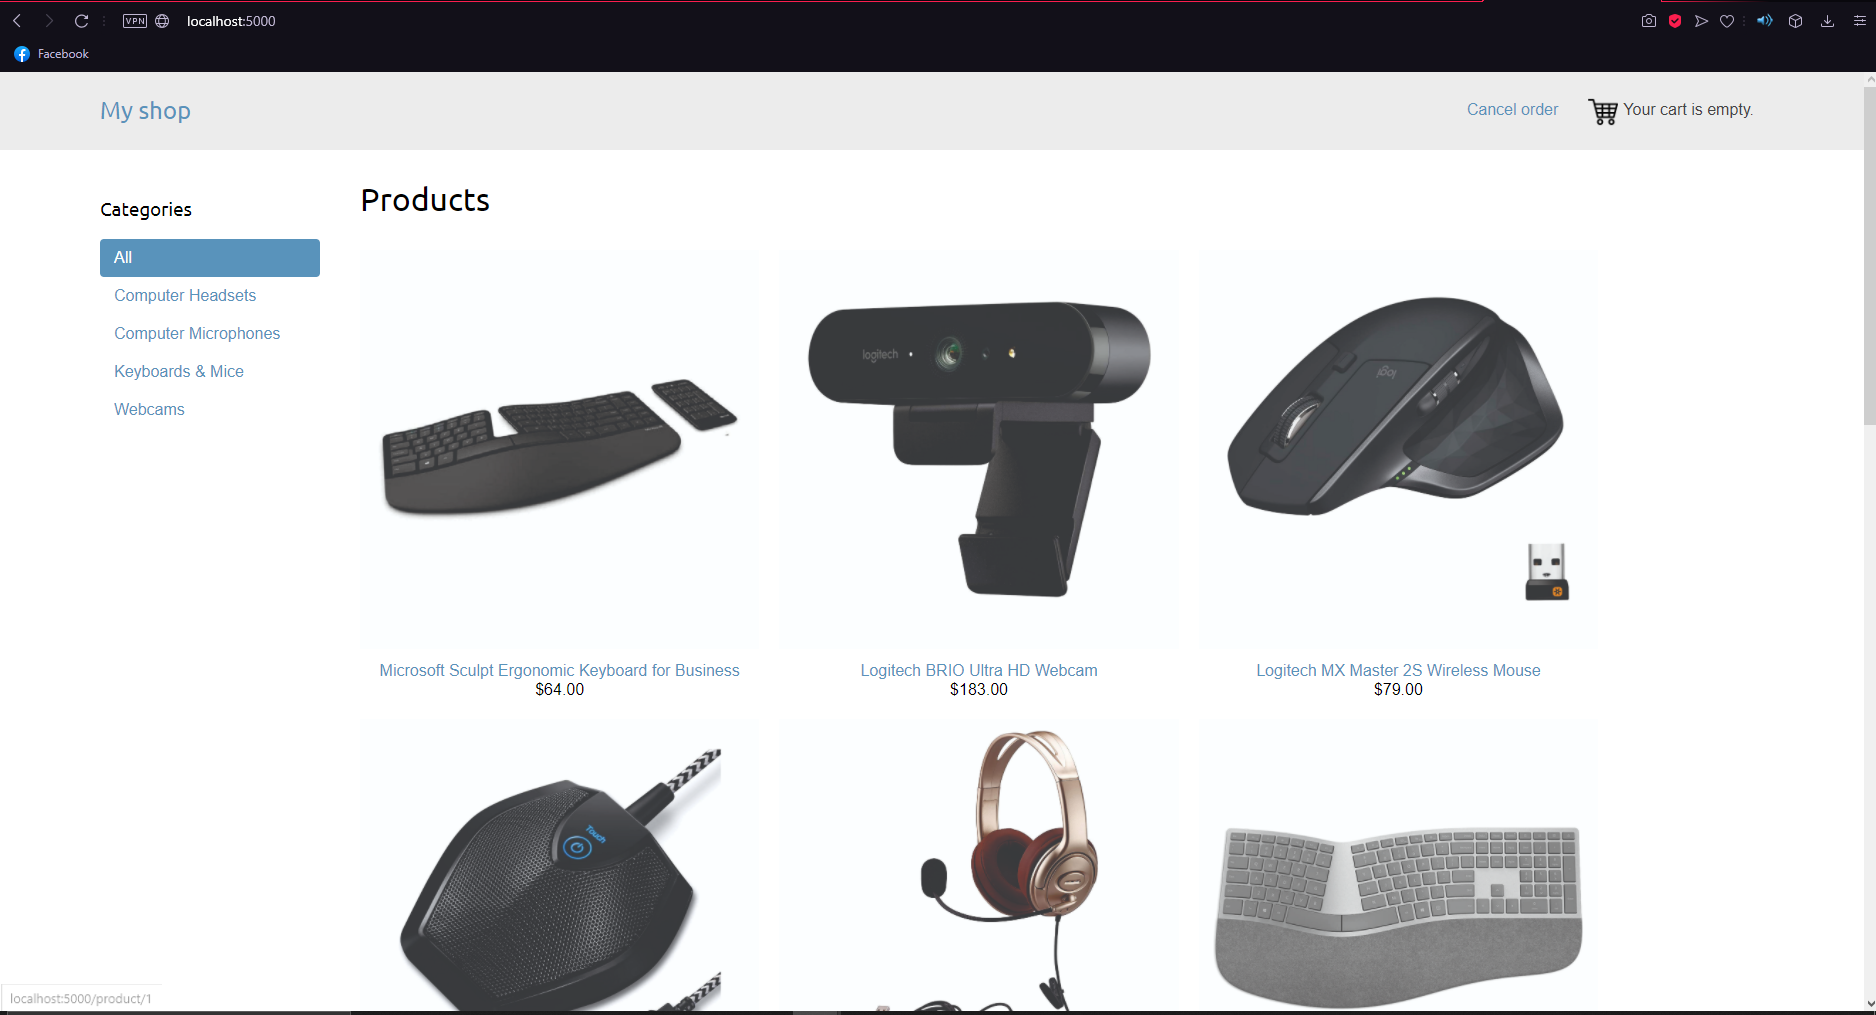 VPN
localhost:5000
Facebook
My shop
Cancel order
Your cart is empty.
Categories
All
Computer Headsets
Computer Microphones
Keyboards & Mice
Webcams
Products
logitech
logi
Microsoft Sculpt Ergonomic Keyboard for Business
$64.00
Logitech BRIO Ultra HD Webcam
$183.00
Logitech MX Master 2S Wireless Mouse
$79.00
Touch
localhost:5000/product/1